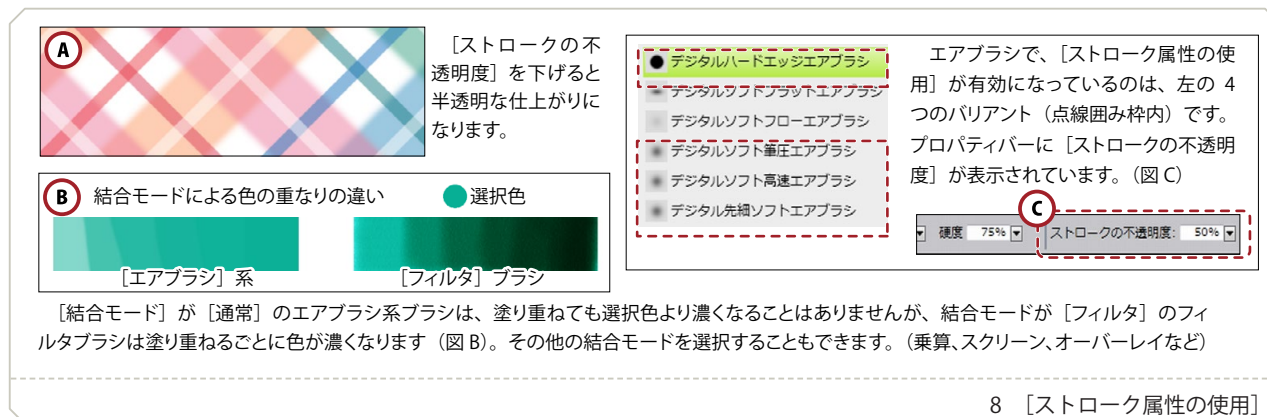 A
［ストロークの不
透明度］を下げると
半透明な仕上がりに
なります。
B 結合モードによる色の重なりの違い 選択色
［エアブラシ］系 ［フィルタ］ブラシ
デジタルハードエッジエアブラシ
デジタルソフトフラットエアブラシ
デジタルソフトフローエアブラシ
デジタルソフト筆圧エアブラシ
デジタルソフト高速エアブラシ
デジタル先細ソフトエアブラシ
エアブラシで、［ストローク属性の使
用］が有効になっているのは、左の 4
つのバリアント（点線囲み枠内）です。
プロパティバーに［ストロークの不透明
度］が表示されています。（図 C）
C
硬度 75% ストロークの不透明度: 50%
［結合モード］が［通常］のエアブラシ系ブラシは、塗り重ねても選択色より濃くなることはありませんが、結合モードが［フィルタ］のフィ
ルタブラシは塗り重ねるごとに色が濃くなります（図 B）。その他の結合モードを選択することもできます。（乗算、スクリーン、オーバーレイなど）
8 ［ストローク属性の使用］